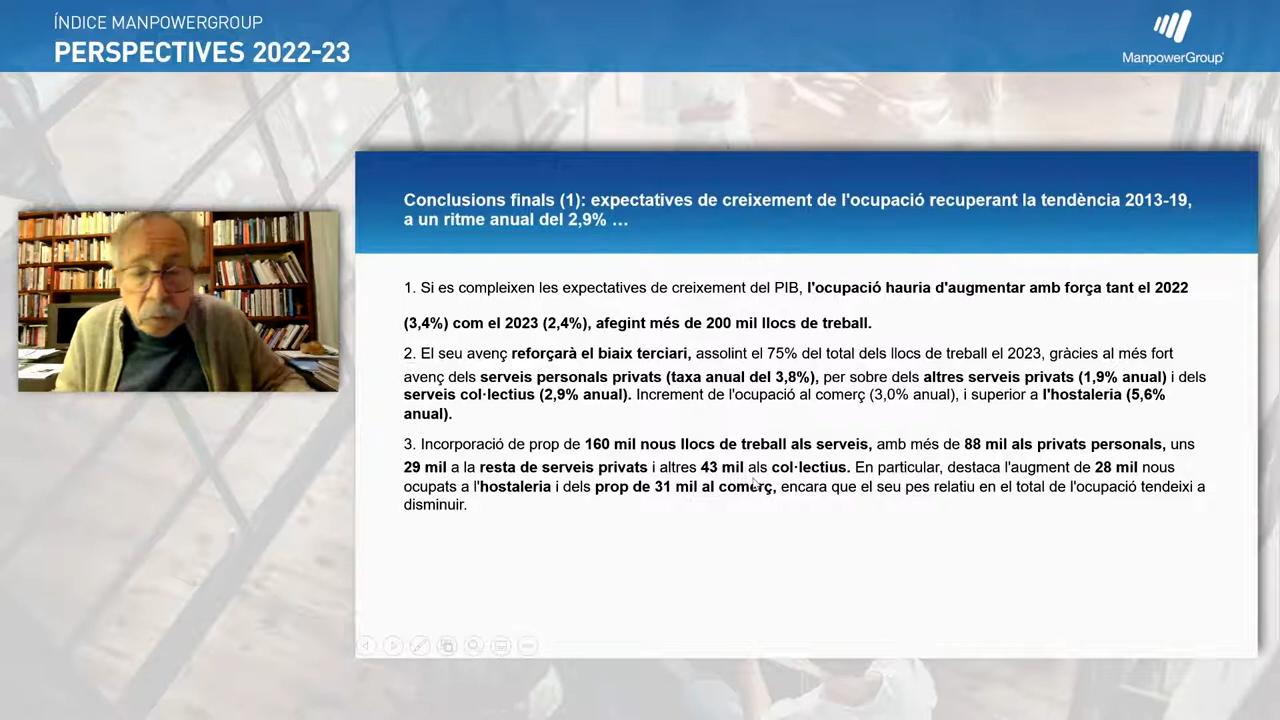 ÍNDICE MANPOWERGROUP
PERSPECTIVES 2022-23
ManpowerGroup
Conclusions finals (1): expectatives de creixement de l'ocupació recuperant la tendència 2013-19,
a un ritme anual del 2,9% …
1. Si es compleixen les expectatives de creixement del PIB, l'ocupació hauria d'augmentar amb força tant el 2022
(3,4%) com el 2023 (2,4%), afegint més de 200 mil llocs de treball.
2. El seu avenç reforçarà el biaix terciari, assolint el 75% del total dels llocs de treball el 2023, gràcies al més fort
avenç dels serveis personals privats (taxa anual del 3,8%), per sobre dels altres serveis privats (1,9% anual) i dels
serveis col·lectius (2,9% anual). Increment de l'ocupació al comerç (3,0% anual), i superior a l'hostaleria (5,6%
anual).
3. Incorporació de prop de 160 mil nous llocs de treball als serveis, amb més de 88 mil als privats personals, uns
29 mil a la resta de serveis privats i altres 43 mil als col·lectius. En particular, destaca l'augment de 28 mil nous
ocupats a l'hostaleria i dels prop de 31 mil al comerç, encara que el seu pes relatiu en el total de l'ocupació tendeixi a
disminuir.